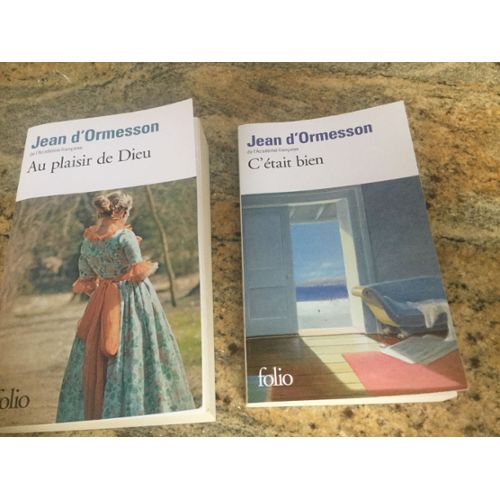 Jean d'Ormesson
de l'Académie française
Au plaisir de Dieu
folio
Jean d'Ormesson
de l'Académie française
C'était bien
folio